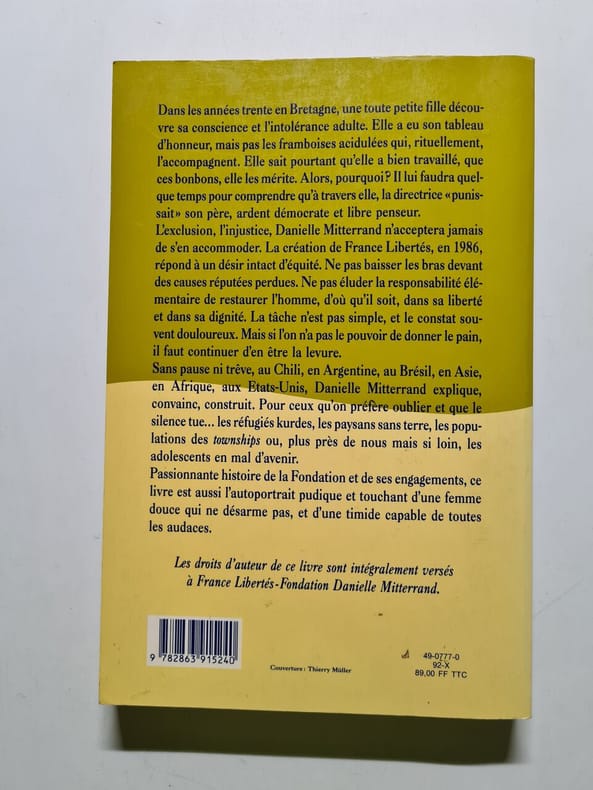 Dans les années trente en Bretagne, une toute petite fille décou-
vre sa conscience et l'intolérance adulte. Elle a eu son tableau
d'honneur, mais pas les framboises acidulées qui, rituellement,
l'accompagnent. Elle sait pourtant qu'elle a bien travaillé, que
ces bonbons, elle les mérite. Alors, pourquoi? Il lui faudra quel-
que temps pour comprendre qu'à travers elle, la directrice «punis-
sait» son père, ardent démocrate et libre penseur.
L'exclusion, l'injustice, Danielle Mitterrand n'acceptera jamais
de s'en accommoder. La création de France Libertés, en 1986,
répond à un désir intact d'équité. Ne pas baisser les bras devant
des causes réputées perdues. Ne pas éluder la responsabilité élé-
mentaire de restaurer l'homme, d'où qu'il soit, dans sa liberté
et dans sa dignité. La tâche n'est pas simple, et le constat sou-
vent douloureux. Mais si l'on n'a pas le pouvoir de donner le pain,
il faut continuer d'en être la levure.
Sans pause ni trêve, au Chili, en Argentine, au Brésil, en Asie,
en Afrique, aux Etats-Unis, Danielle Mitterrand explique,
convainc, construit. Pour ceux qu'on préfère oublier et que le
silence tue... les réfugiés kurdes, les paysans sans terre, les popu-
lations des townships ou, plus près de nous mais si loin, les
adolescents en mal d'avenir.
Passionnante histoire de la Fondation et de ses engagements, ce
livre est aussi l'autoportrait pudique et touchant d'une femme
douce qui ne désarme pas, et d'une timide capable de toutes
les audaces.
Les droits d'auteur de ce livre sont intégralement versés
à France Libertés-Fondation Danielle Mitterrand.
9 782863 915240
Couverture : Thierry Müller
49-0777-0
92-X
89,00 FF TTC